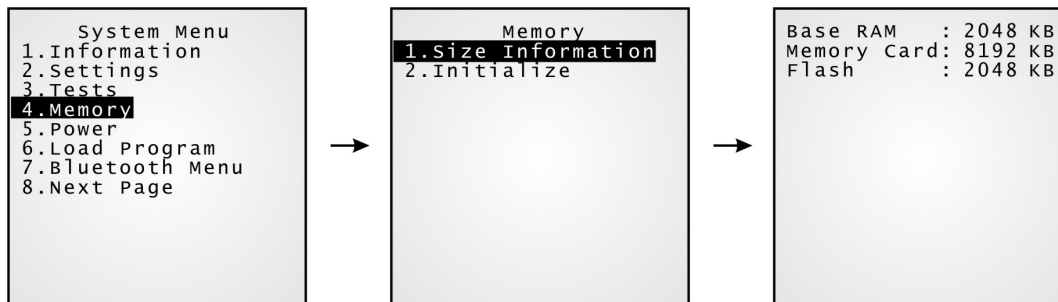 System Menu
1.Information
2.Settings
3.Tests
4.Memory
5.Power
6.Load Program
7.Bluetooth Menu
8.Next Page
Memory
1.Size Information
2.Initialize
Base RAM : 2048 KB
Memory Card: 8192 KB
Flash : 2048 KB